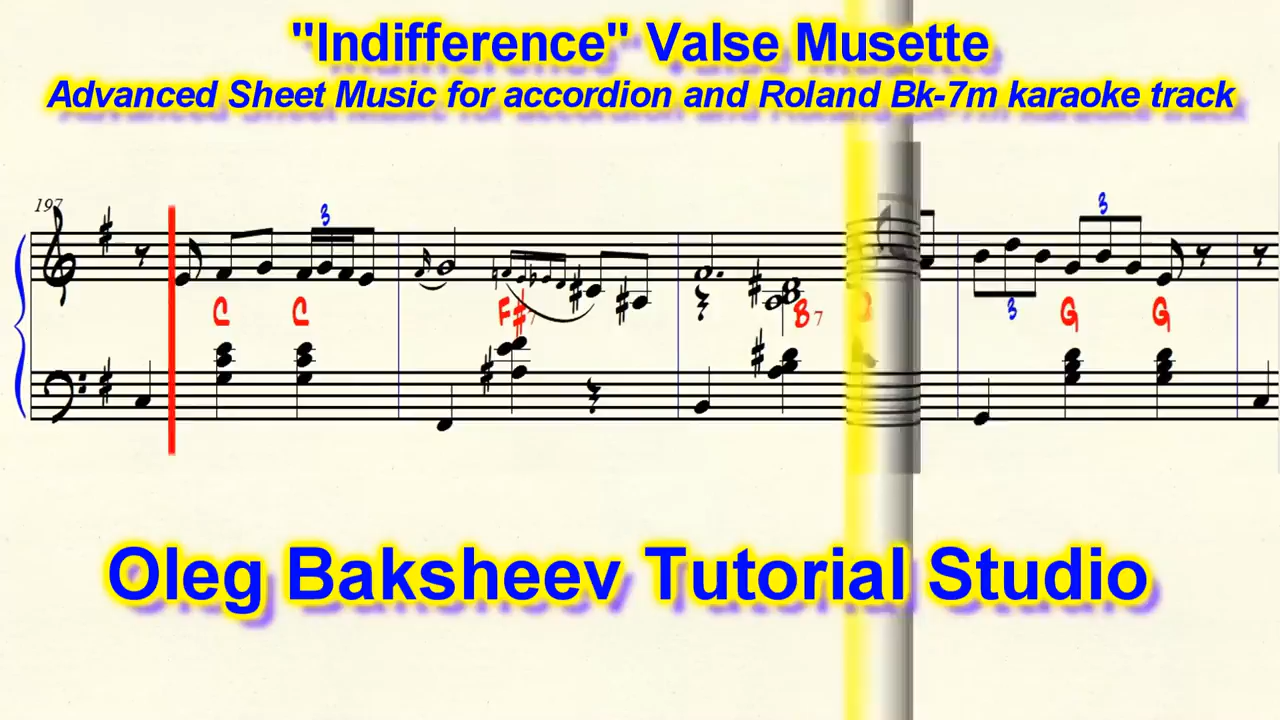 "Indifference" Valse Musette
Advanced Sheet Music for accordion and Roland Bk-7m karaoke track
197
3
3
C C F#7 B7 G G
3
Oleg Baksheev Tutorial Studio